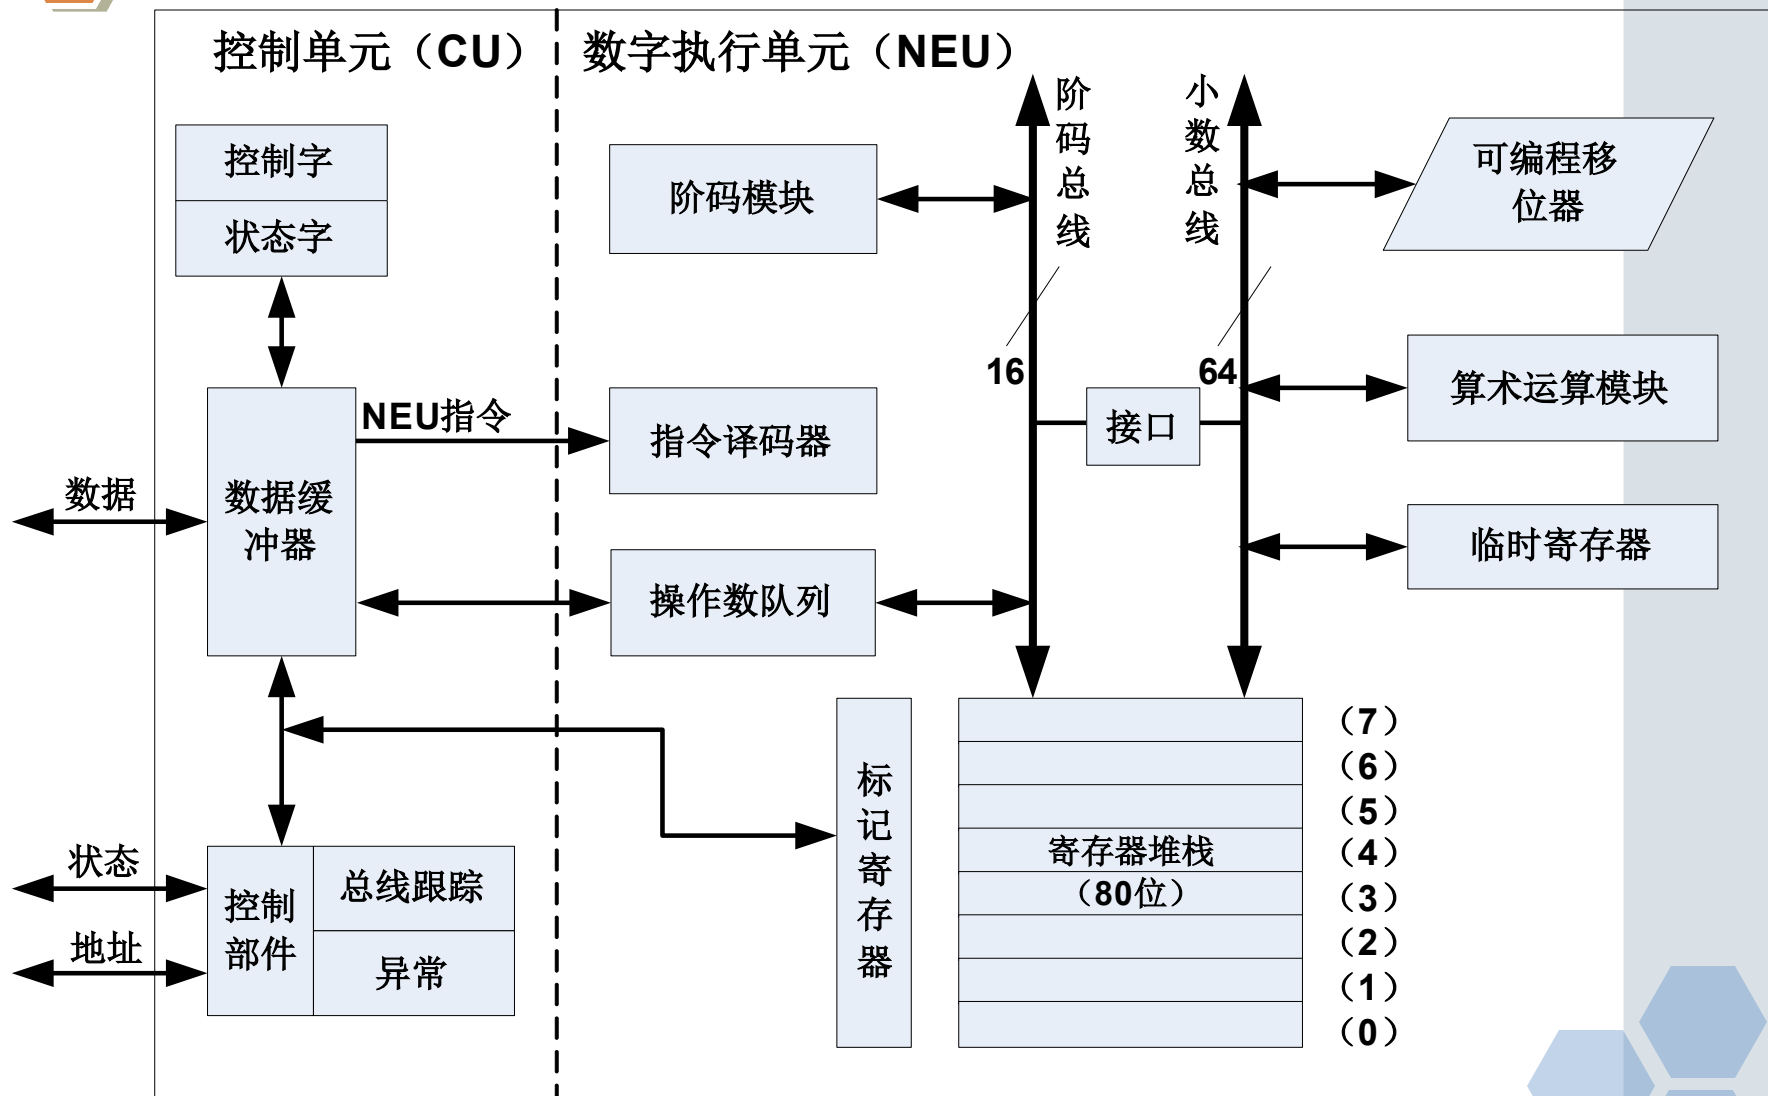 控制单元（CU）
数字执行单元（NEU）
控制字
状态字
阶码模块
阶码总线
小数总线
可编程移
位器
16
64
算术运算模块
NEU指令
指令译码器
接口
数据
数据缓
冲器
临时寄存器
操作数队列
标记寄存器
（7）
（6）
（5）
寄存器堆栈
（4）
（80位）
（3）
（2）
（1）
（0）
状态
地址
控制
部件
总线跟踪
异常